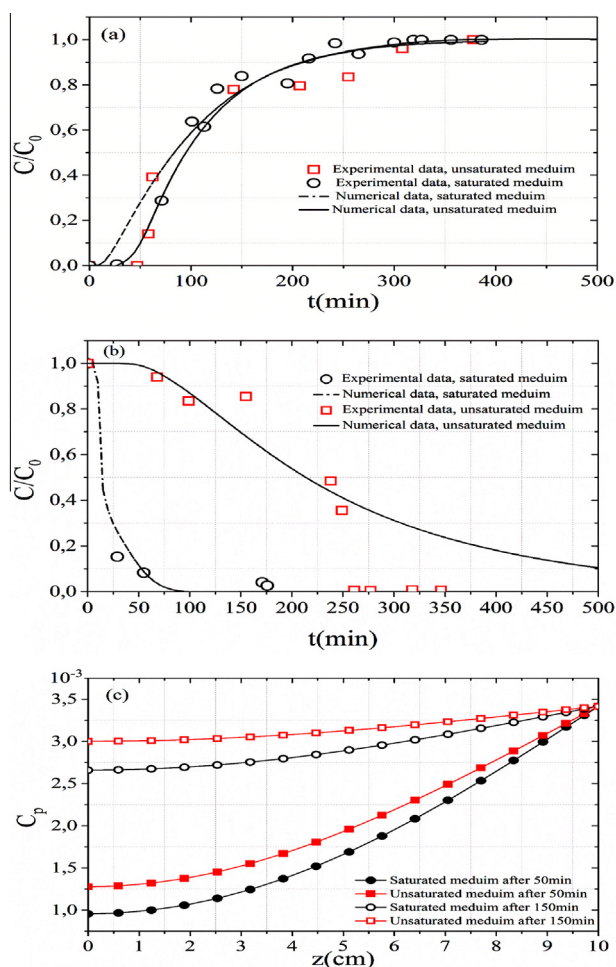 (a)
1,0
0,8
0,6
0,4
0,2
0,0
C/C0
Experimental data, unsaturated meduim
Experimental data, saturated meduim
Numerical data, saturated meduim
Numerical data, unsaturated meduim
0 100 200 300 400 500
t(min)
(b)
1,0
0,8
0,6
0,4
0,2
0,0
C/C0
Experimental data, saturated meduim
Numerical data, saturated meduim
Experimental data, unsaturated meduim
Numerical data, unsaturated meduim
0 25 50 75 250 275 300 400 500
t(min)
10-3
(c)
3,5
3,0
2,5
2,0
1,5
1,0
Cp
Saturated meduim after 50min
Unsaturated meduim after 50min
Saturated meduim after 150min
Unsaturated meduim after 150min
0 1 2 3 4 5 6 7 8 9 10
z(cm)